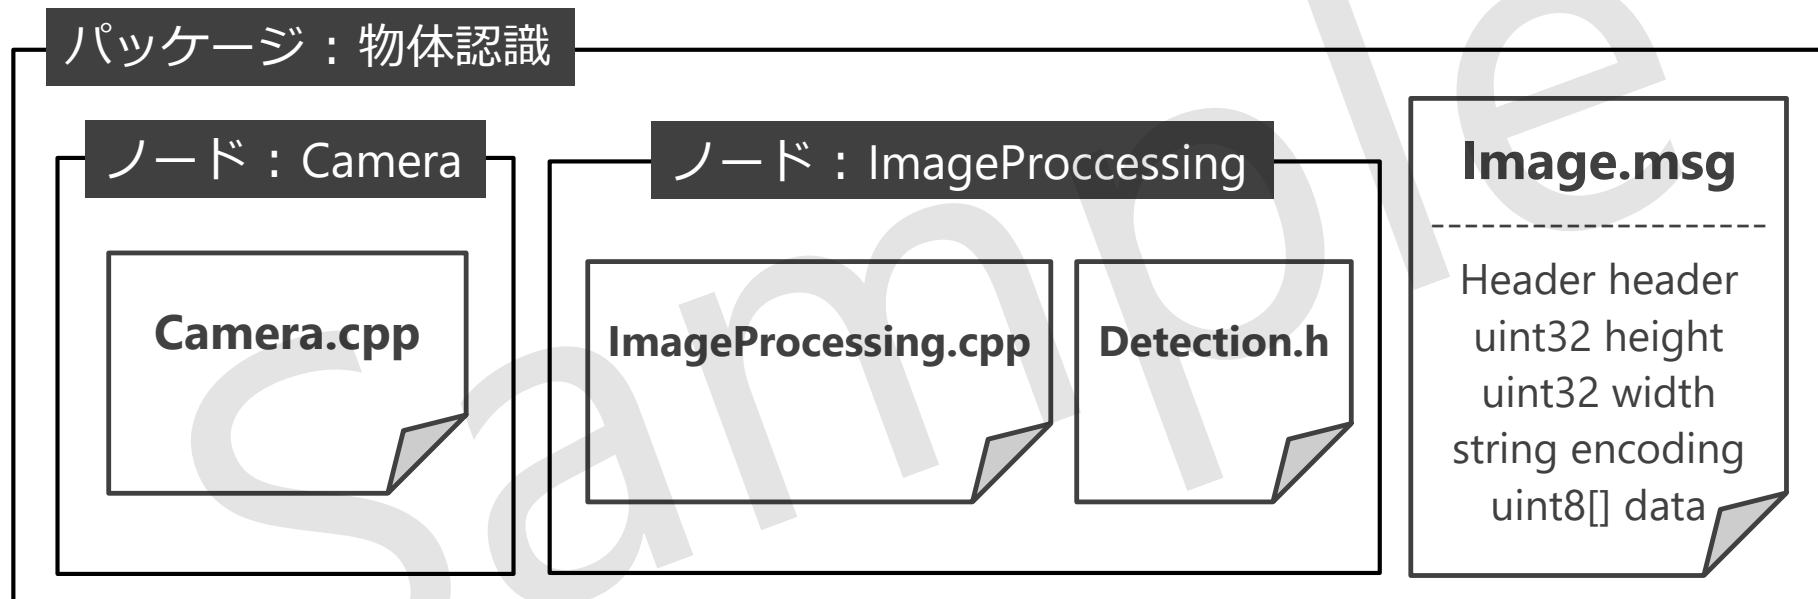 パッケージ：物体認識
ノード：Camera
Camera.cpp
ノード：ImageProccessing
ImageProcessing.cpp
Detection.h
Image.msg
Header header
uint32 height
uint32 width
string encoding
uint8[] data
Sample